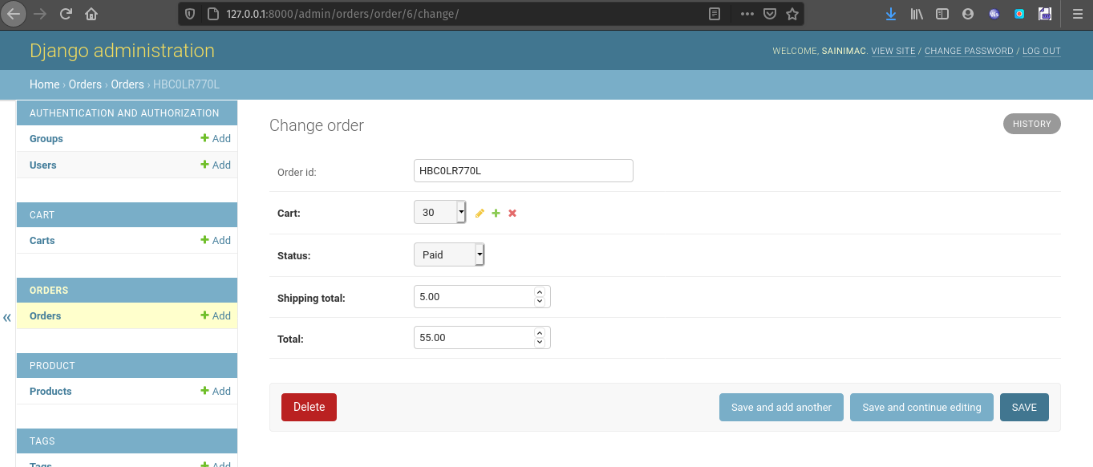 127.0.0.1:8000/admin/orders/order/6/change/
Django administration
WELCOME, SAINIMAC. VIEW SITE / CHANGE PASSWORD / LOG OUT
Home › Orders › Orders › HBC0LR770L
AUTHENTICATION AND AUTHORIZATION
Groups + Add
Users + Add
CART
Carts + Add
ORDERS
Orders + Add
PRODUCT
Products + Add
TAGS
Tags + Add
«
Change order
HISTORY
Order id: HBC0LR770L
Cart: 30
Status: Paid
Shipping total: 5.00
Total: 55.00
Delete
Save and add another
Save and continue editing
SAVE